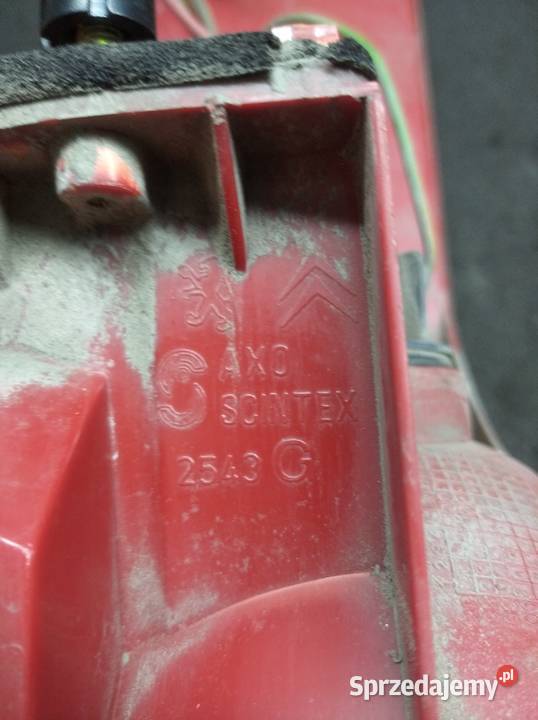 AXO
SCINTEX
2543 G
Sprzedajemy.pl